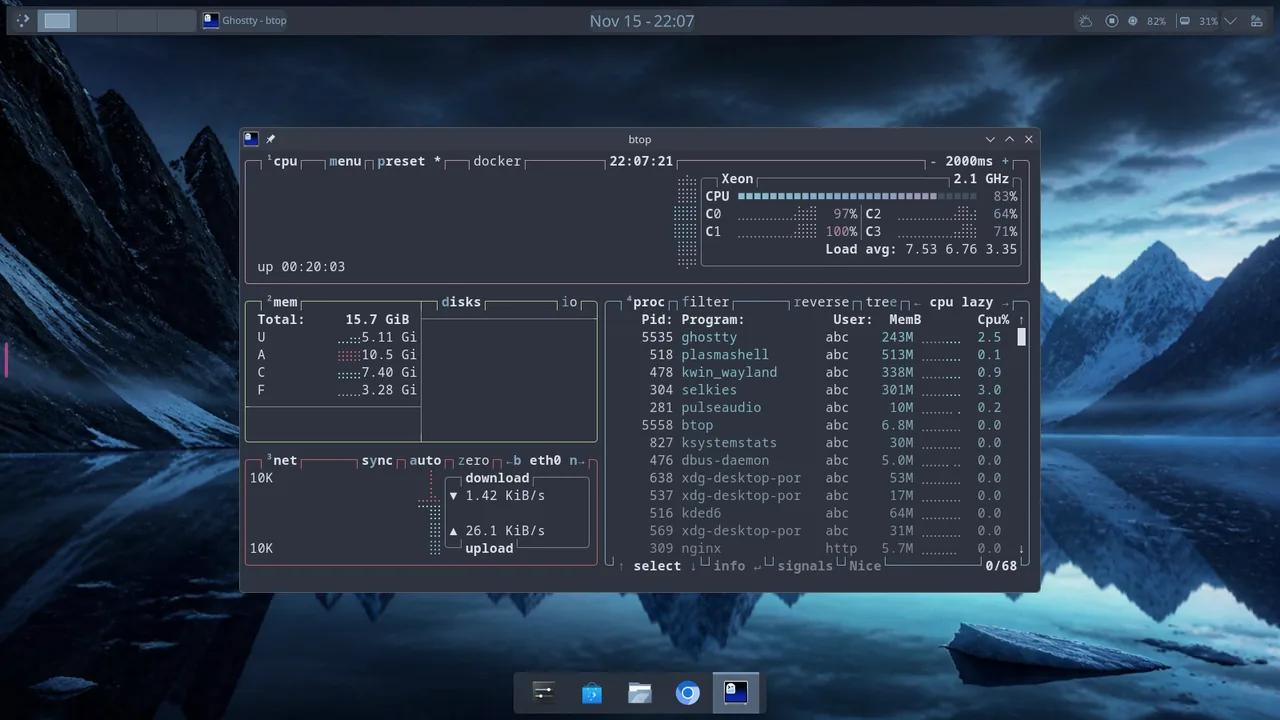 Ghostty - btop
Nov 15 - 22:07
82%
31%
btop
¹cpu menu preset * docker 22:07:21 - 2000ms +
Xeon 2.1 GHz
CPU 83%
C0 97% C2 64%
C1 100% C3 71%
Load avg: 7.53 6.76 3.35
up 00:20:03
²mem disks io
Total: 15.7 GiB
U 5.11 Gi
A 10.5 Gi
C 7.40 Gi
F 3.28 Gi
³net sync auto zero ←b eth0 n→
10K
download
▼ 1.42 KiB/s
▲ 26.1 KiB/s
upload
10K
⁴proc filter reverse tree ← cpu lazy →
Pid: Program: User: MemB Cpu% ↑
5535 ghostty abc 243M 2.5
518 plasmashell abc 513M 0.1
478 kwin_wayland abc 338M 0.9
304 selkies abc 301M 3.0
281 pulseaudio abc 10M 0.2
5558 btop abc 6.8M 0.0
827 ksystemstats abc 30M 0.0
476 dbus-daemon abc 5.0M 0.0
638 xdg-desktop-por abc 53M 0.0
537 xdg-desktop-por abc 17M 0.0
516 kded6 abc 64M 0.0
569 xdg-desktop-por abc 31M 0.0
309 nginx http 5.7M 0.0 ↓
↑ select ↓ info ↵ signals Nice 0/68